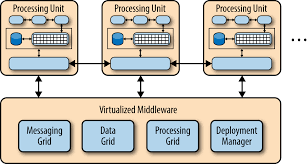 Processing Unit
Processing Unit
Processing Unit
...
Virtualized Middleware
Messaging Grid
Data Grid
Processing Grid
Deployment Manager